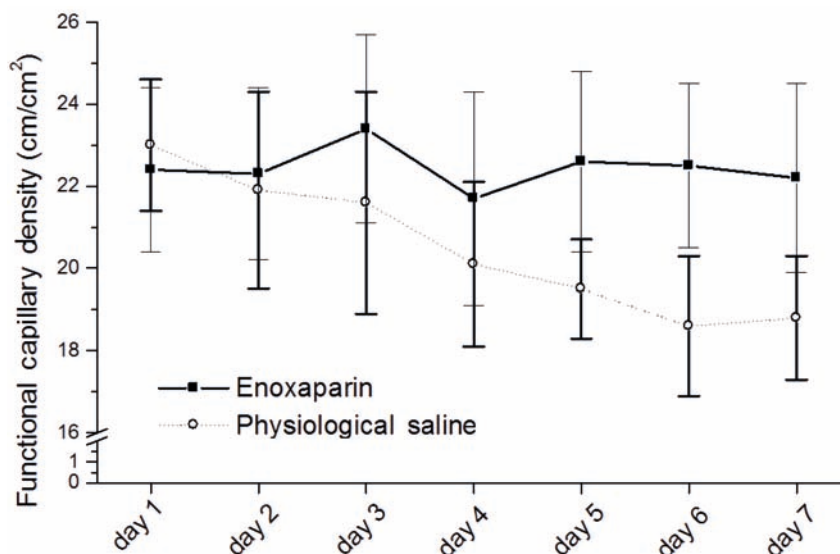 Functional capillary density (cm/cm²)
26
24
22
20
18
16
1
0
Enoxaparin
Physiological saline
day 1
day 2
day 3
day 4
day 5
day 6
day 7